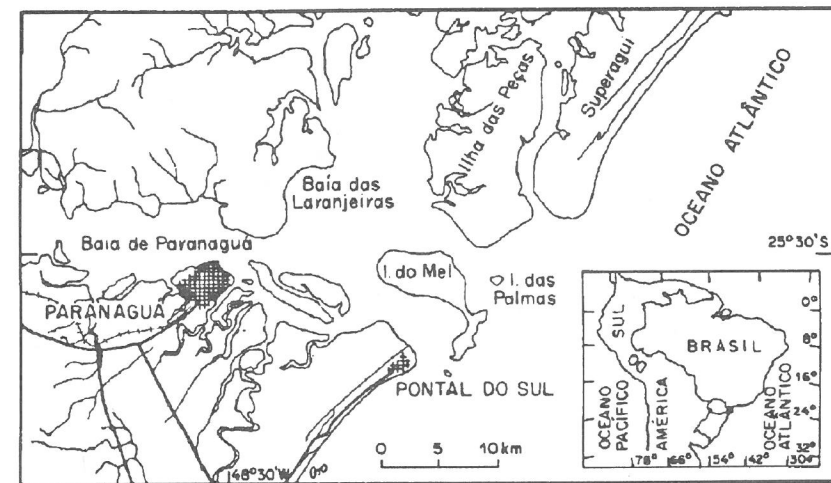 Ilha das Peças
Superagui
OCEANO ATLÂNTICO
Baía das
Laranjeiras
Baia de Paranaguá
25°30'S
I. do Mel
I. das
Palmas
PARANAGUÁ
PONTAL DO SUL
0 5 10km
48°30'W
SUL
AMÉRICA
BRASIL
OCEANO
PACÍFICO
OCEANO
ATLÂNTICO
0°
8°
16°
24°
32°
78° 66° 54° 42° 30°